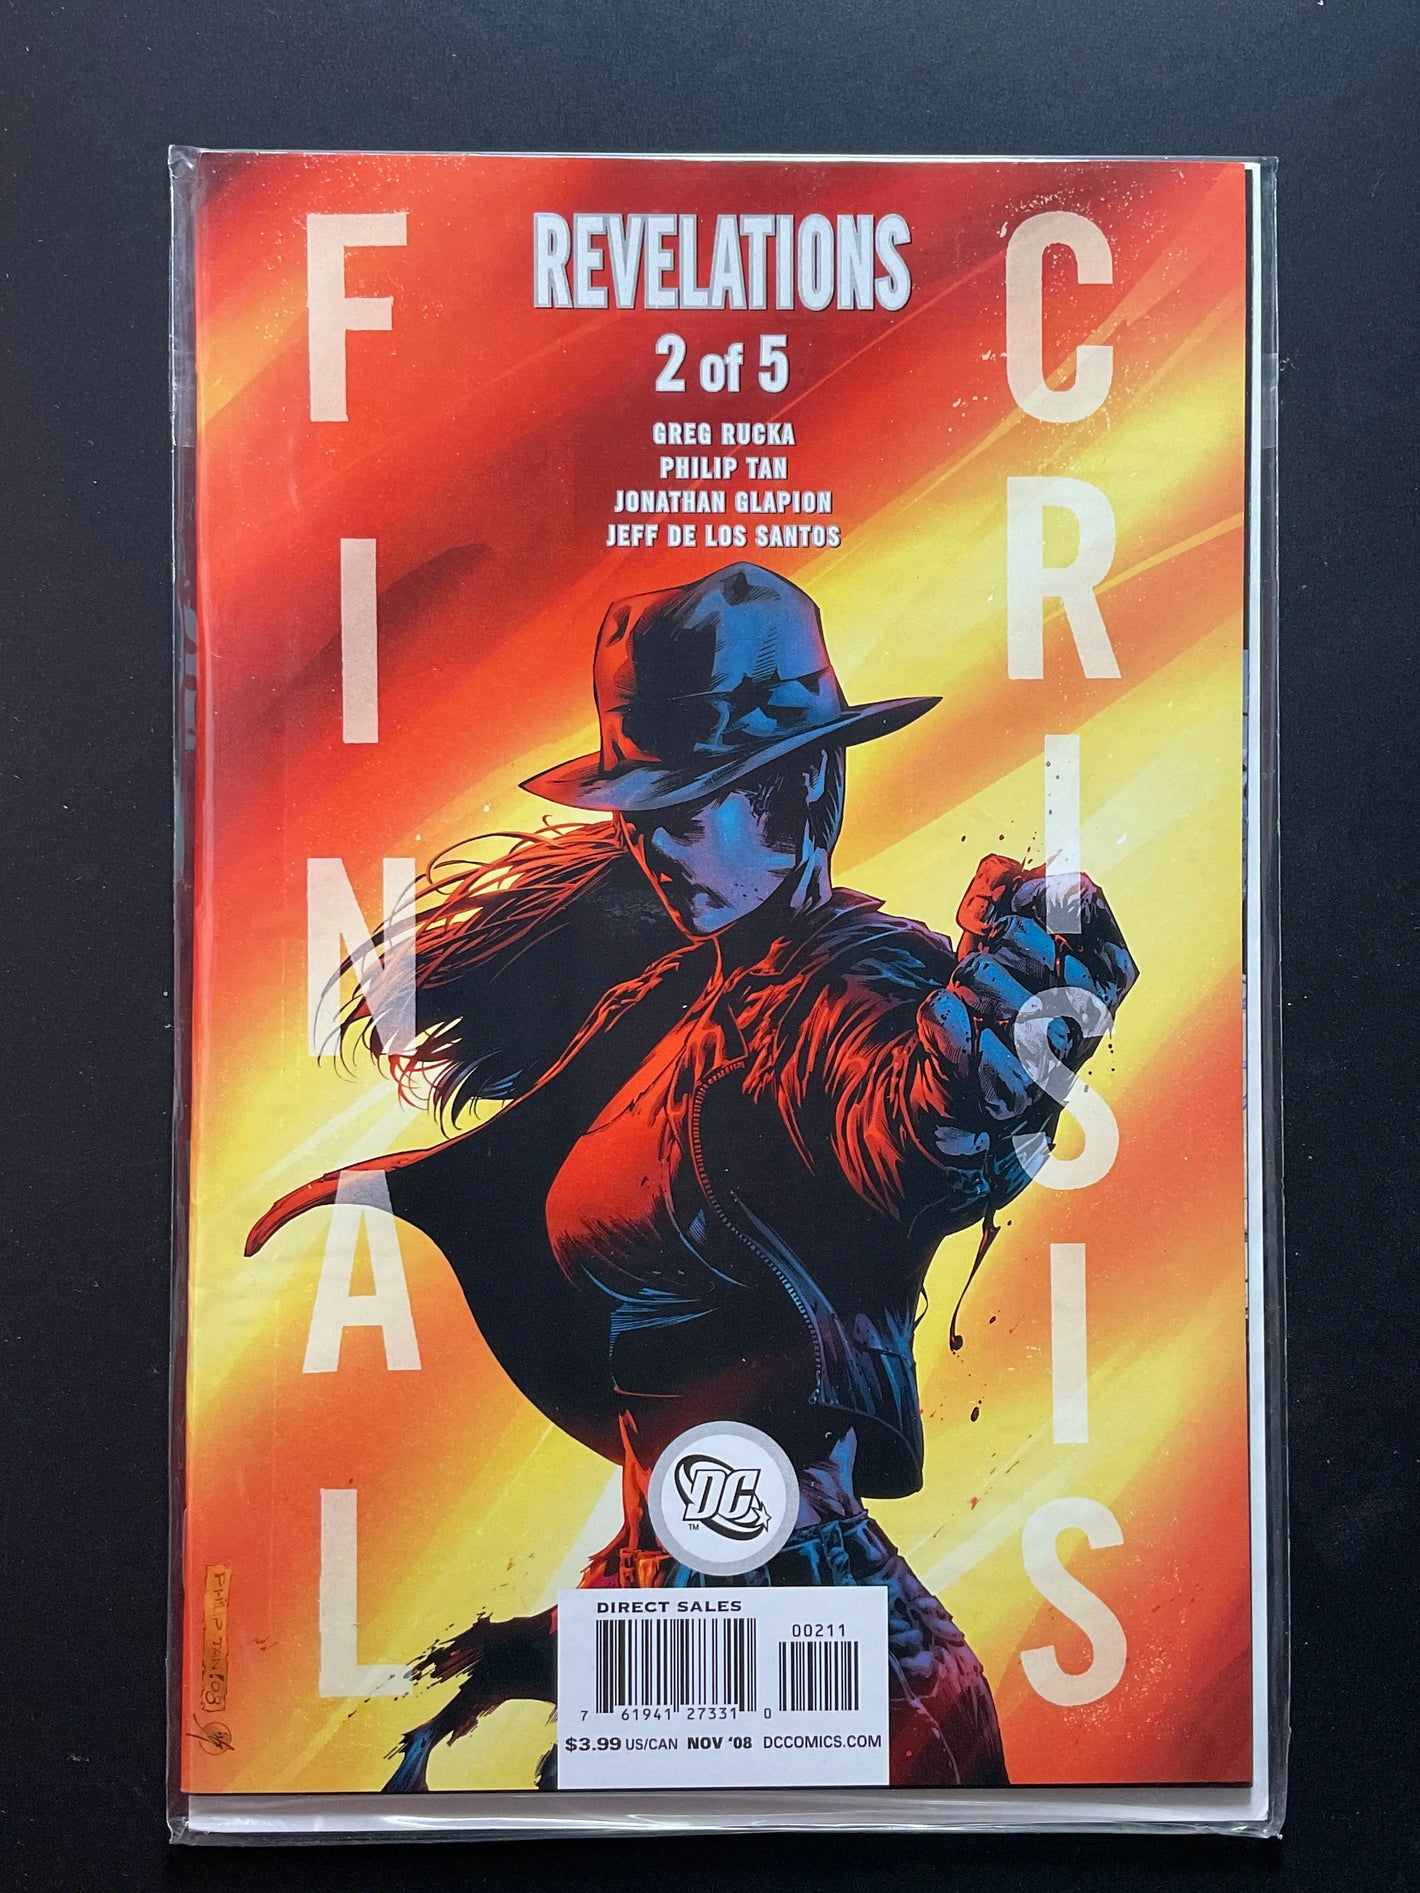 FINAL
CRISIS
REVELATIONS
2 of 5
GREG RUCKA
PHILIP TAN
JONATHAN GLAPION
JEFF DE LOS SANTOS
DC
TM
PHILIP TAN '08
DIRECT SALES
00211
7 61941 27331 0
$3.99 US/CAN NOV '08 DCCOMICS.COM